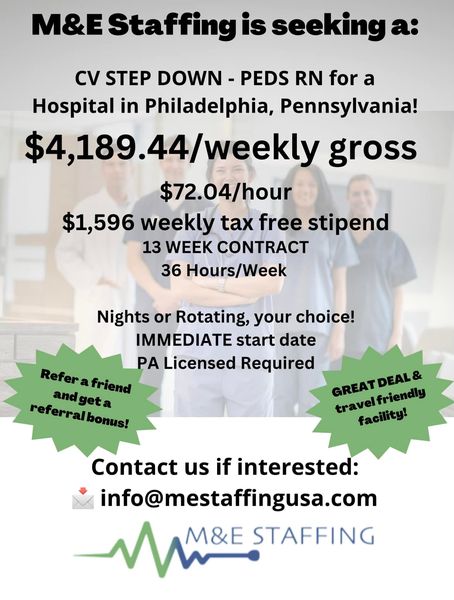 M&E Staffing is seeking a:
CV STEP DOWN - PEDS RN for a
Hospital in Philadelphia, Pennsylvania!
$4,189.44/weekly gross
$72.04/hour
$1,596 weekly tax free stipend
13 WEEK CONTRACT
36 Hours/Week
Nights or Rotating, your choice!
IMMEDIATE start date
PA Licensed Required
Refer a friend
and get a
referral bonus!
GREAT DEAL &
travel friendly
facility!
Contact us if interested:
info@mestaffingusa.com
M&E STAFFING